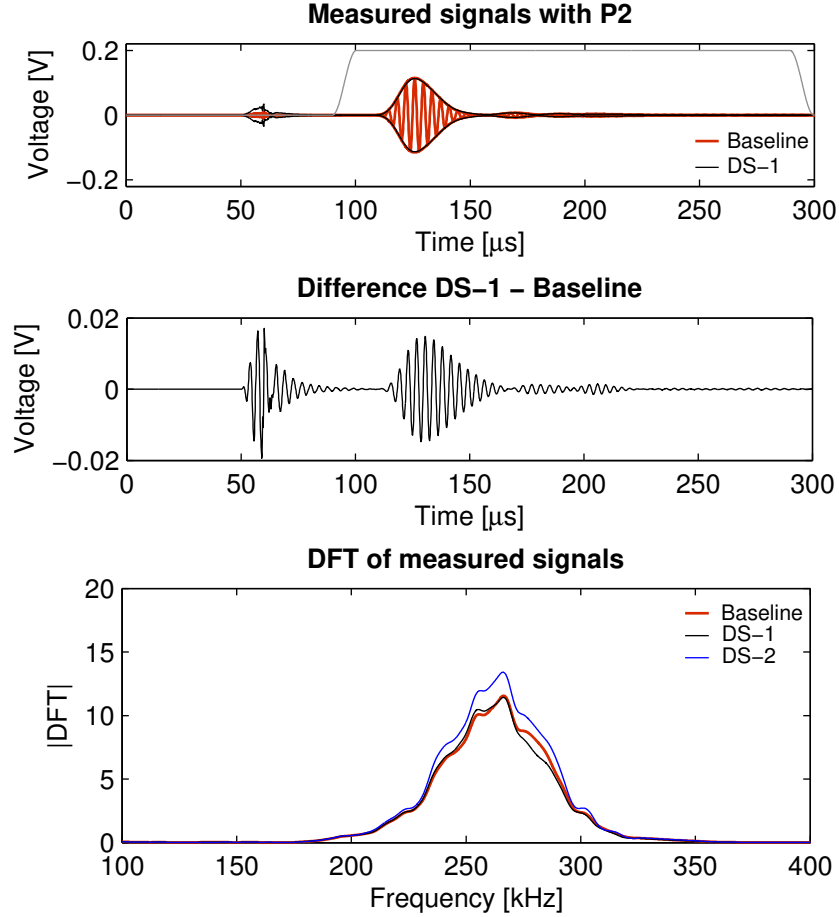 Measured signals with P2
Voltage [V]
0.2
0
−0.2
Baseline
DS−1
0 50 100 150 200 250 300
Time [μs]
Difference DS−1 − Baseline
Voltage [V]
0.02
0
−0.02
0 50 100 150 200 250 300
Time [μs]
DFT of measured signals
|DFT|
20
15
10
5
0
Baseline
DS−1
DS−2
100 150 200 250 300 350 400
Frequency [kHz]